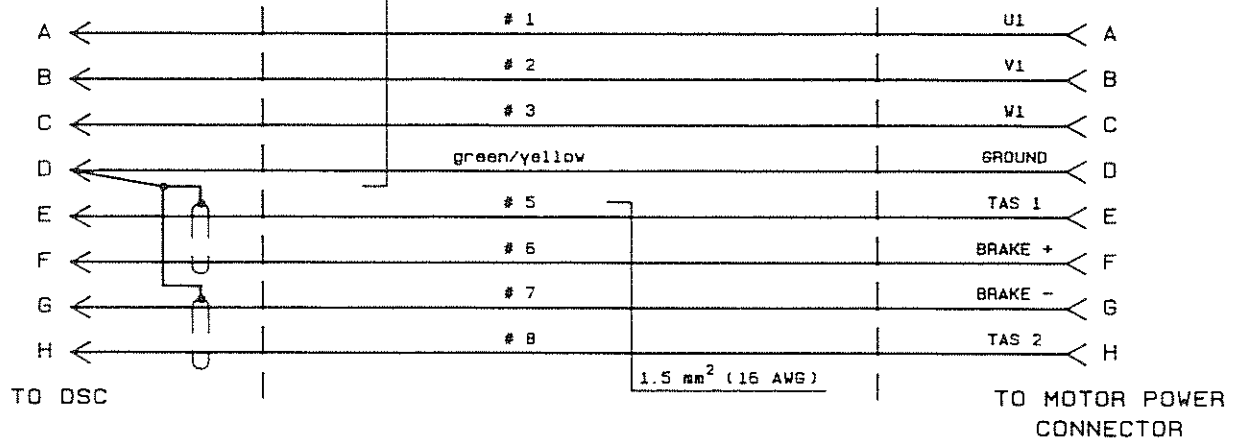 A # 1 U1 A
B # 2 V1 B
C # 3 W1 C
D green/yellow GROUND D
E # 5 TAS 1 E
F # 6 BRAKE + F
G # 7 BRAKE - G
H # 8 TAS 2 H
1.5 mm² (16 AWG)
TO DSC
TO MOTOR POWER
CONNECTOR